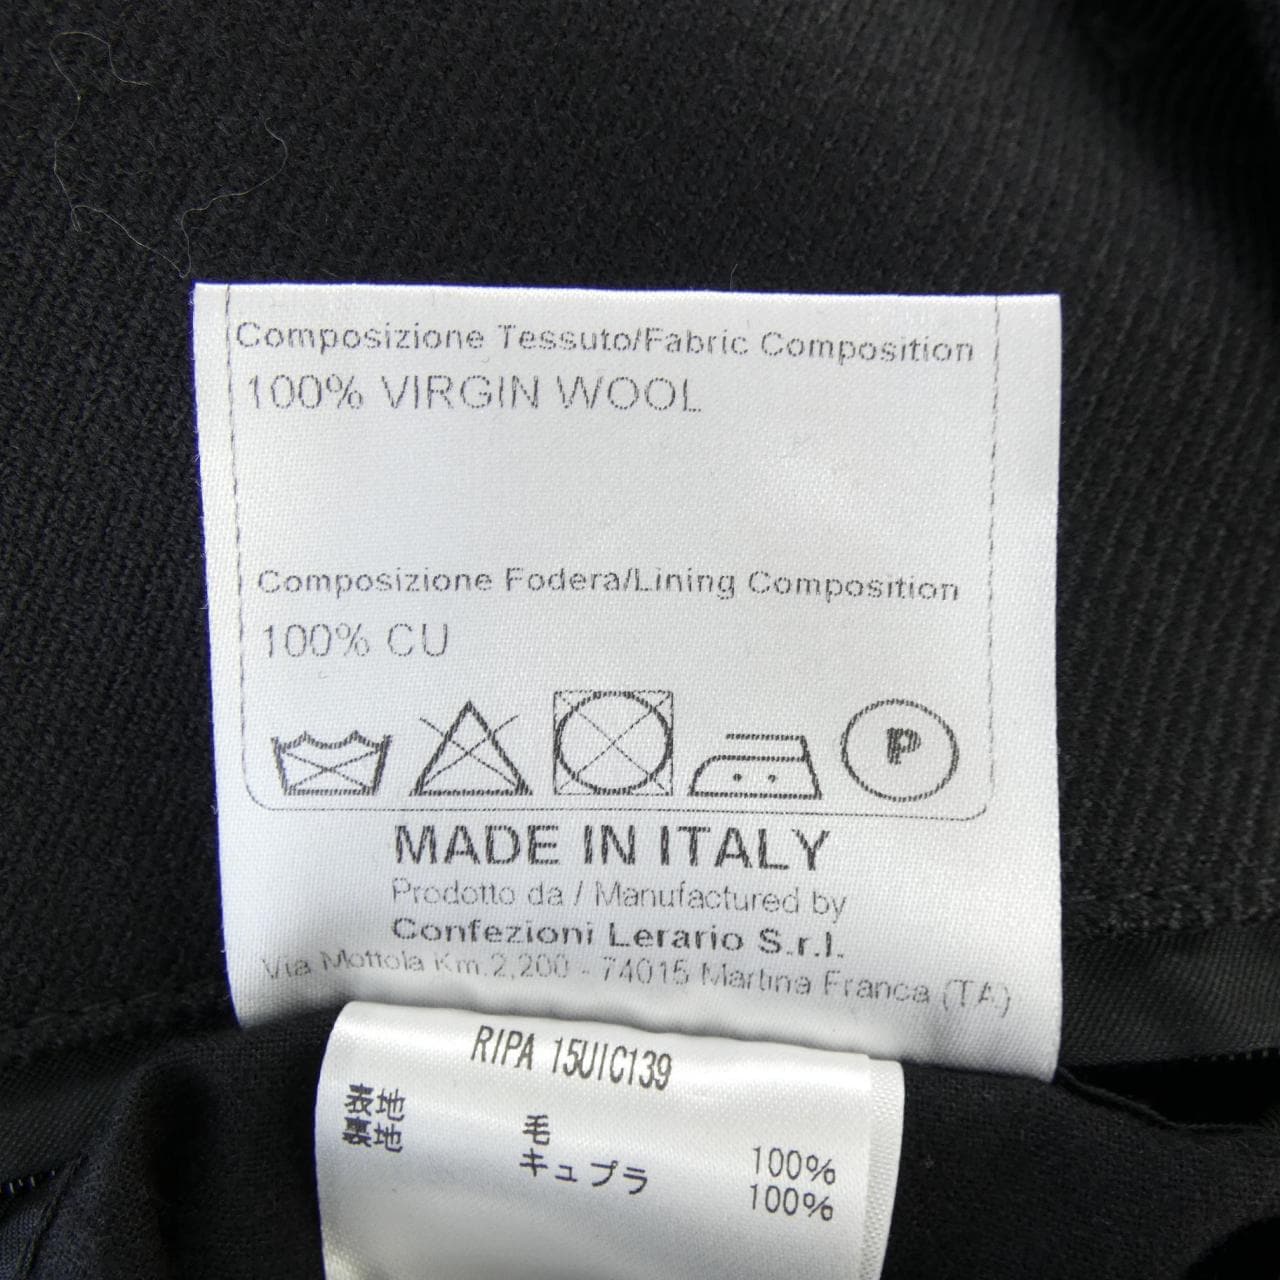 Composizione Tessuto/Fabric Composition
100% VIRGIN WOOL
Composizione Fodera/Lining Composition
100% CU
P
MADE IN ITALY
Prodotto da / Manufactured by
Confezioni Lerario S.r.l.
Via Mottola Km.2,200 - 74015 Martina Franca (TA)
RIPA 15UIC139
表地 毛 100%
裏地 キュプラ 100%